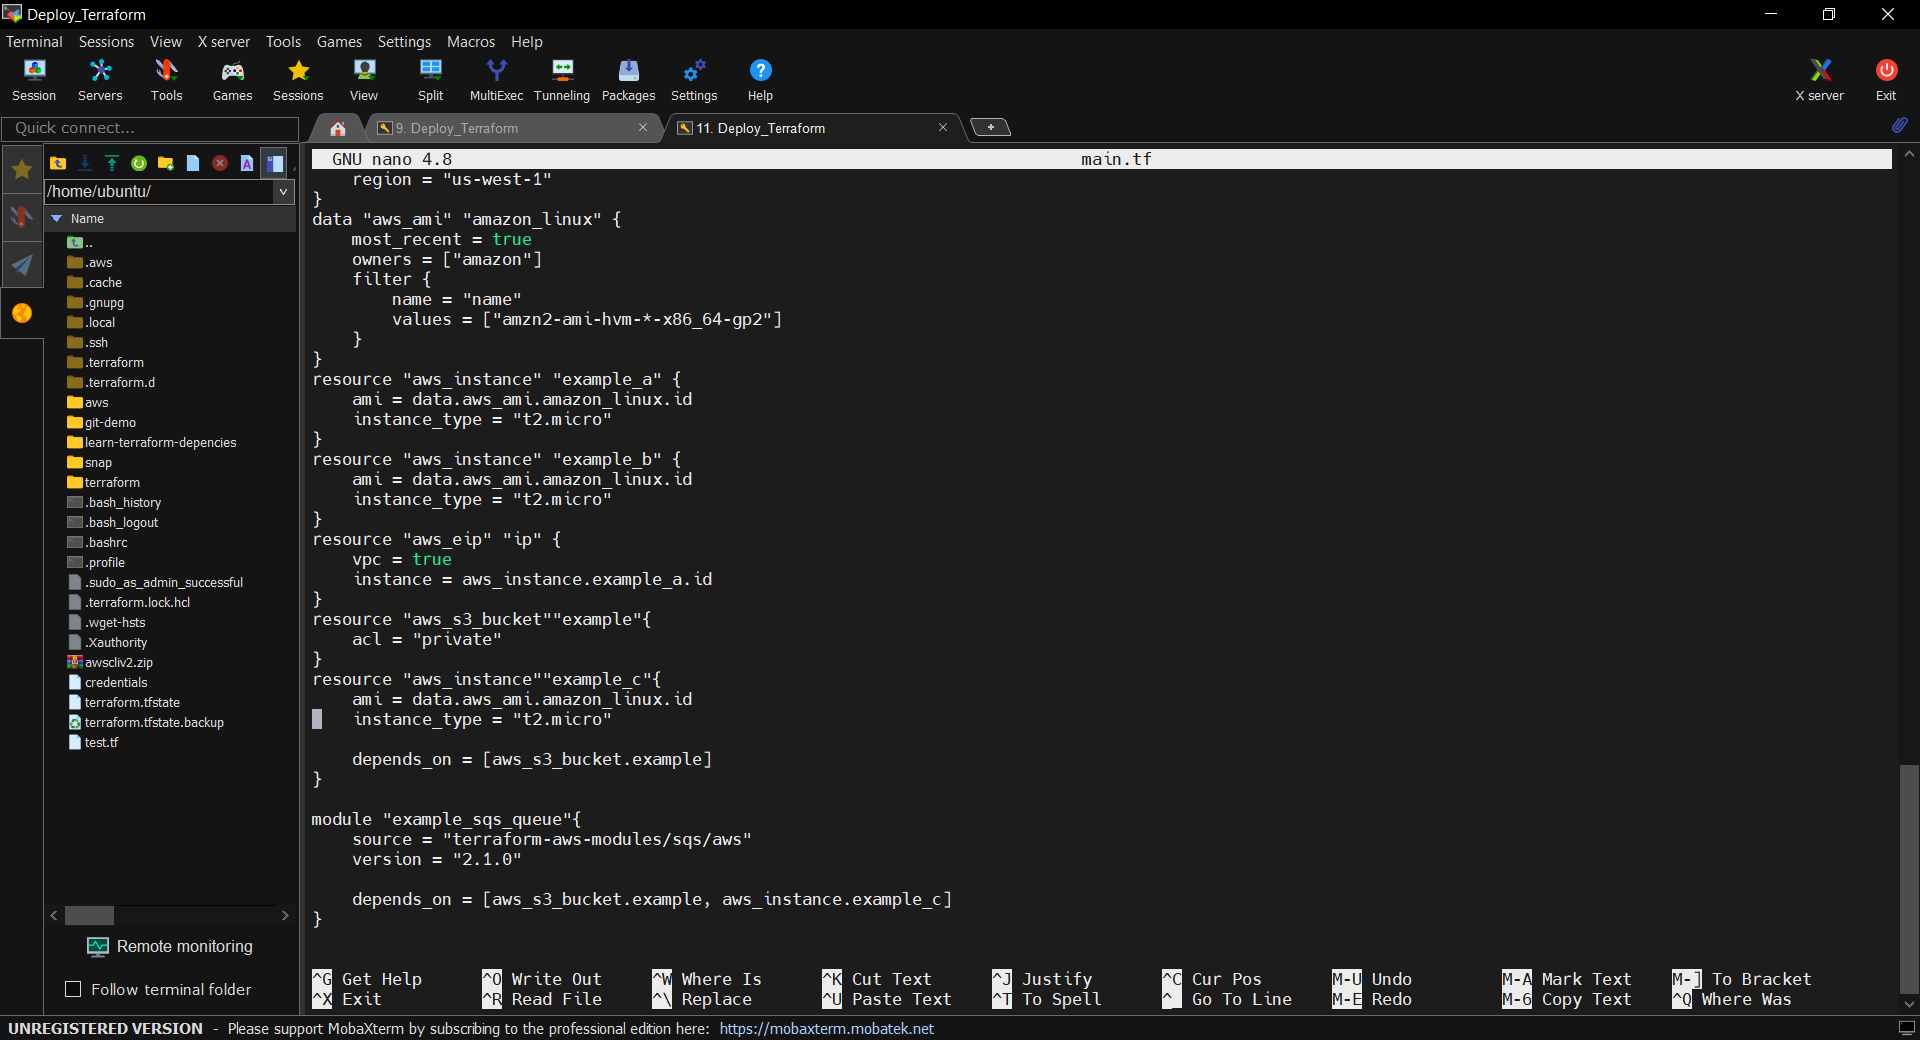 Deploy_Terraform
Terminal Sessions View X server Tools Games Settings Macros Help
Session Servers Tools Games Sessions View Split MultiExec Tunneling Packages Settings Help X server Exit
Quick connect...
9. Deploy_Terraform
11. Deploy_Terraform
/home/ubuntu/
Name
..
.aws
.cache
.gnupg
.local
.ssh
.terraform
.terraform.d
aws
git-demo
learn-terraform-depencies
snap
terraform
.bash_history
.bash_logout
.bashrc
.profile
.sudo_as_admin_successful
.terraform.lock.hcl
.wget-hsts
.Xauthority
awscliv2.zip
credentials
terraform.tfstate
terraform.tfstate.backup
test.tf
Remote monitoring
Follow terminal folder
GNU nano 4.8 main.tf
    region = "us-west-1"
}
data "aws_ami" "amazon_linux" {
    most_recent = true
    owners = ["amazon"]
    filter {
        name = "name"
        values = ["amzn2-ami-hvm-*-x86_64-gp2"]
    }
}
resource "aws_instance" "example_a" {
    ami = data.aws_ami.amazon_linux.id
    instance_type = "t2.micro"
}
resource "aws_instance" "example_b" {
    ami = data.aws_ami.amazon_linux.id
    instance_type = "t2.micro"
}
resource "aws_eip" "ip" {
    vpc = true
    instance = aws_instance.example_a.id
}
resource "aws_s3_bucket""example"{
    acl = "private"
}
resource "aws_instance""example_c"{
    ami = data.aws_ami.amazon_linux.id
    instance_type = "t2.micro"
    depends_on = [aws_s3_bucket.example]
}
module "example_sqs_queue"{
    source = "terraform-aws-modules/sqs/aws"
    version = "2.1.0"
    depends_on = [aws_s3_bucket.example, aws_instance.example_c]
}
^G Get Help ^O Write Out ^W Where Is ^K Cut Text ^J Justify ^C Cur Pos M-U Undo M-A Mark Text M-] To Bracket
^X Exit ^R Read File ^\ Replace ^U Paste Text ^T To Spell ^_ Go To Line M-E Redo M-6 Copy Text ^Q Where Was
UNREGISTERED VERSION - Please support MobaXterm by subscribing to the professional edition here: https://mobaxterm.mobatek.net